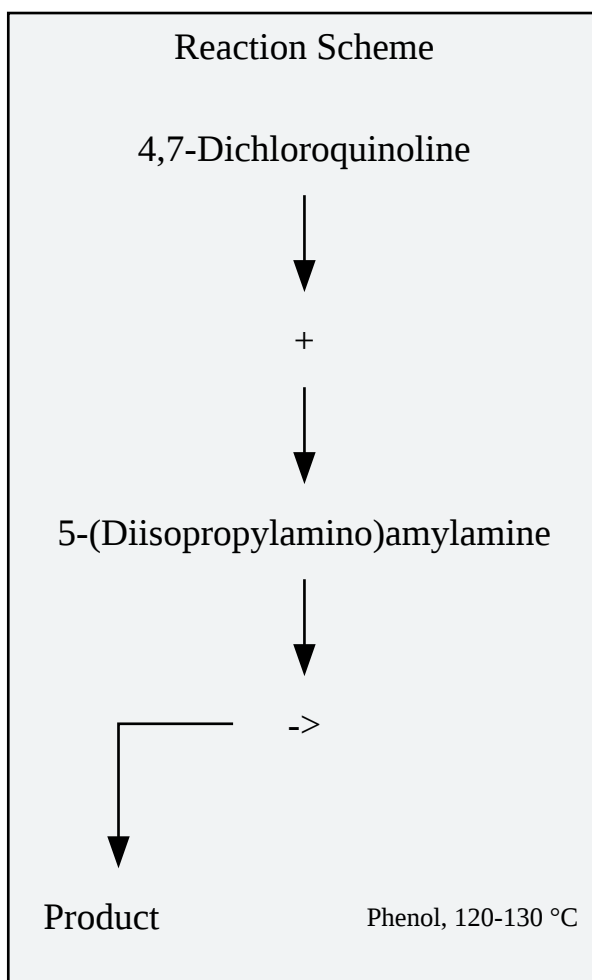 Reaction Scheme
4,7-Dichloroquinoline
+
5-(Diisopropylamino)amylamine
->
Product
Phenol, 120-130 °C